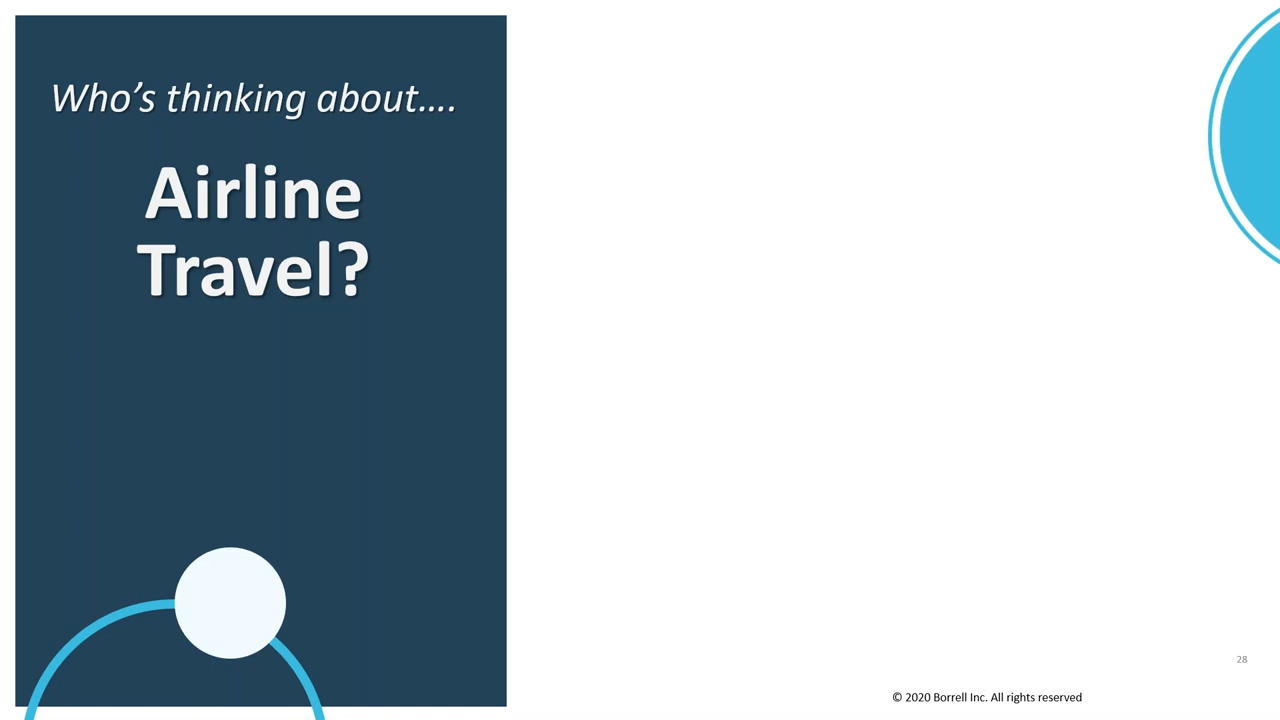 Who’s thinking about….
Airline
Travel?
28
© 2020 Borrell Inc. All rights reserved